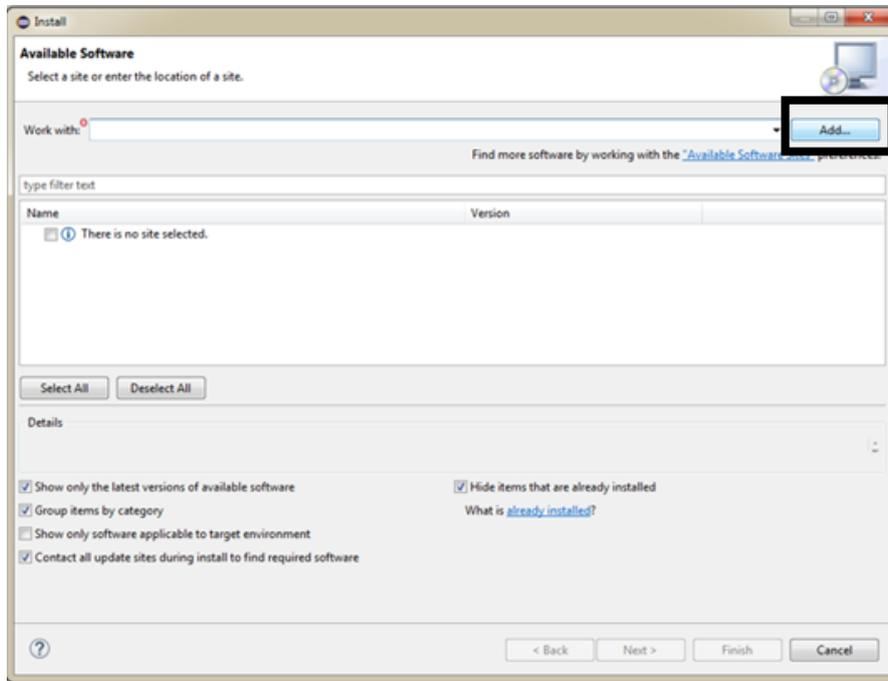 Install
Available Software
Select a site or enter the location of a site.
Work with:
Add...
Find more software by working with the "Available Software Sites" preferences.
type filter text
Name Version
There is no site selected.
Select All Deselect All
Details
Show only the latest versions of available software Hide items that are already installed
Group items by category What is already installed?
Show only software applicable to target environment
Contact all update sites during install to find required software
< Back Next > Finish Cancel